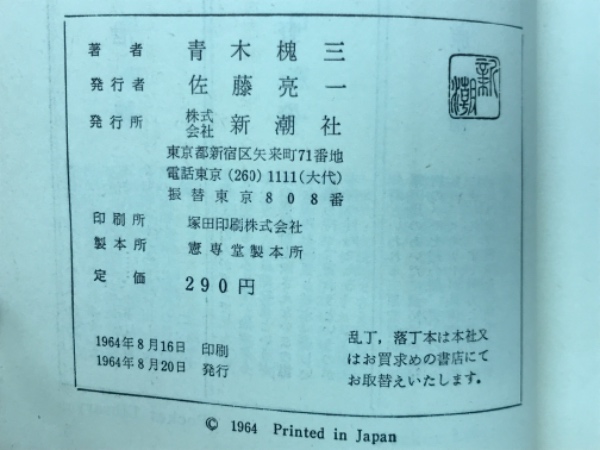 著者 青木槐三
発行者 佐藤亮一
発行所 株式会社 新潮社
東京都新宿区矢来町71番地
電話東京(260)1111(大代)
振替東京808番
印刷所 塚田印刷株式会社
製本所 憲専堂製本所
定価 290円
1964年8月16日 印刷
1964年8月20日 発行
新潮
乱丁,落丁本は本社又
はお買求めの書店にて
お取替えいたします。
© 1964 Printed in Japan